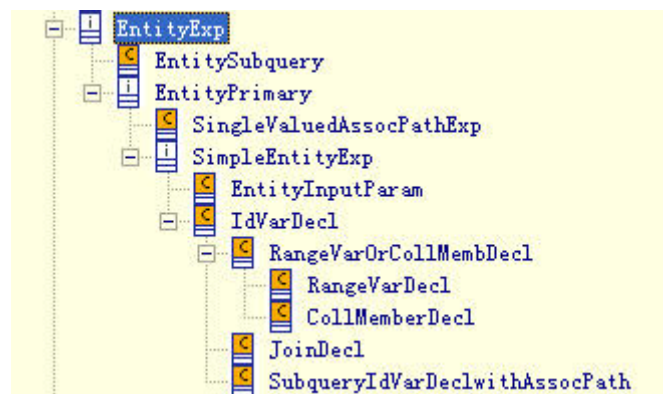 i EntityExp
C EntitySubquery
i EntityPrimary
C SingleValuedAssocPathExp
i SimpleEntityExp
C EntityInputParam
C IdVarDecl
C RangeVarOrCollMembDecl
C RangeVarDecl
C CollMemberDecl
C JoinDecl
C SubqueryIdVarDeclwithAssocPath